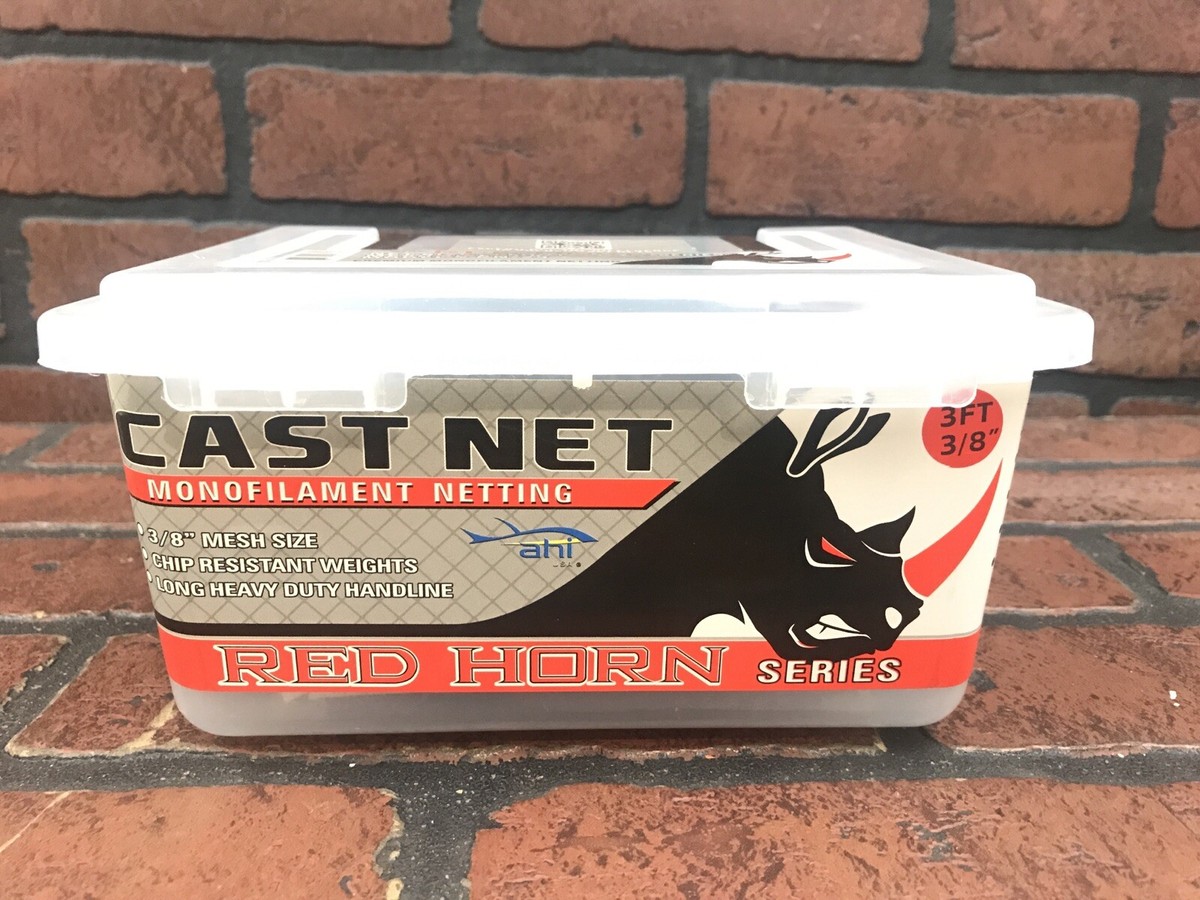 CAST NET
MONOFILAMENT NETTING
• 3/8" MESH SIZE
• CHIP RESISTANT WEIGHTS
• LONG HEAVY DUTY HANDLINE
ahi
3FT
3/8"
RED HORN SERIES